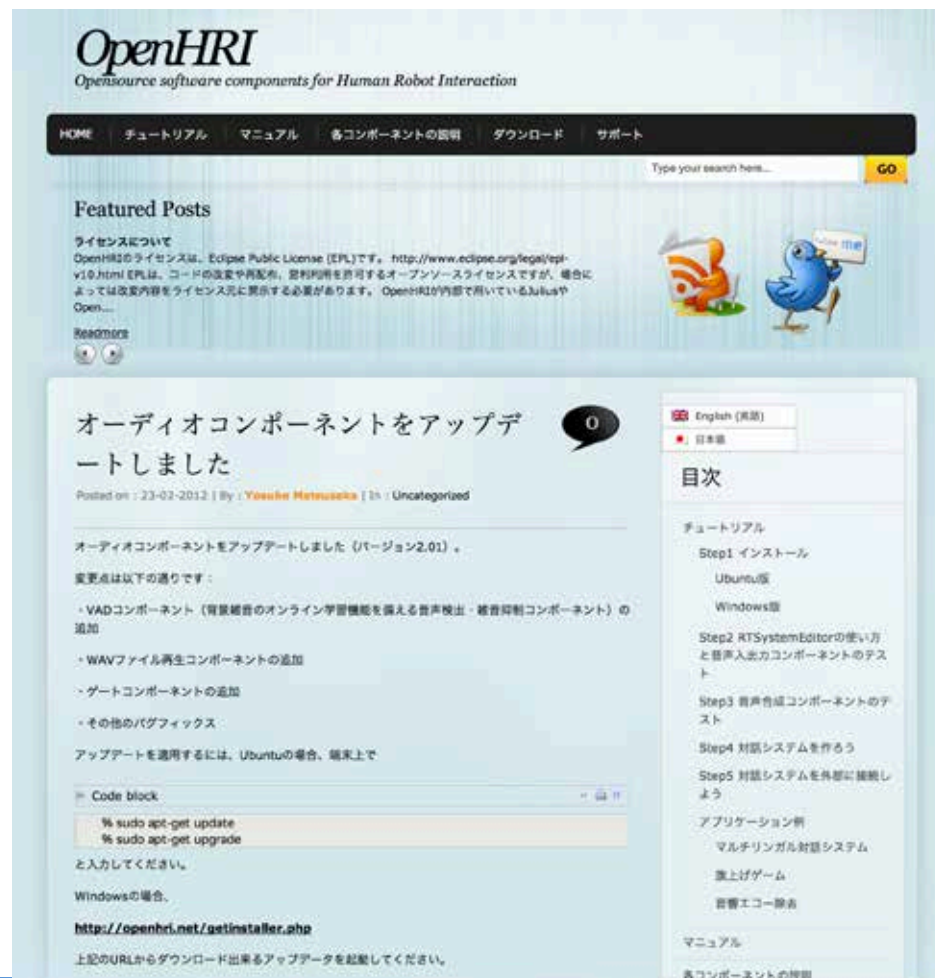 OpenHRI
Opensource software components for Human Robot Interaction
HOME チュートリアル マニュアル 各コンポーネントの説明 ダウンロード サポート
Type your search here... GO
Featured Posts
ライセンスについて
OpenHRIのライセンスは、Eclipse Public License (EPL)です。 http://www.eclipse.org/legal/epl-
v10.html EPLは、コードの改変や再配布、営利利用を許可するオープンソースライセンスですが、場合に
よっては改変内容をライセンス元に開示する必要があります。 OpenHRIが内部で用いているJuliusや
Open....
Readmore
follow me
オーディオコンポーネントをアップデ
ートしました
0
Posted on : 23-02-2012 | By : Yosuke Matsusaka | In : Uncategorized
オーディオコンポーネントをアップデートしました（バージョン2.01）。
変更点は以下の通りです：
・VADコンポーネント（背景雑音のオンライン学習機能を備える音声検出・雑音抑制コンポーネント）の
追加
・WAVファイル再生コンポーネントの追加
・ゲートコンポーネントの追加
・その他のバグフィックス
アップデートを適用するには、Ubuntuの場合、端末上で
Code block
% sudo apt-get update
% sudo apt-get upgrade
と入力してください。
Windowsの場合、
http://openhri.net/getinstaller.php
上記のURLからダウンロード出来るアップデータを起動してください。
English (英語)
日本語
目次
チュートリアル
Step1 インストール
Ubuntu版
Windows版
Step2 RTSystemEditorの使い方
と音声入出力コンポーネントのテス
ト
Step3 音声合成コンポーネントのテ
スト
Step4 対話システムを作ろう
Step5 対話システムを外部に接続し
よう
アプリケーション例
マルチリンガル対話システム
旗上げゲーム
音響エコー除去
マニュアル
各コンポーネントの説明